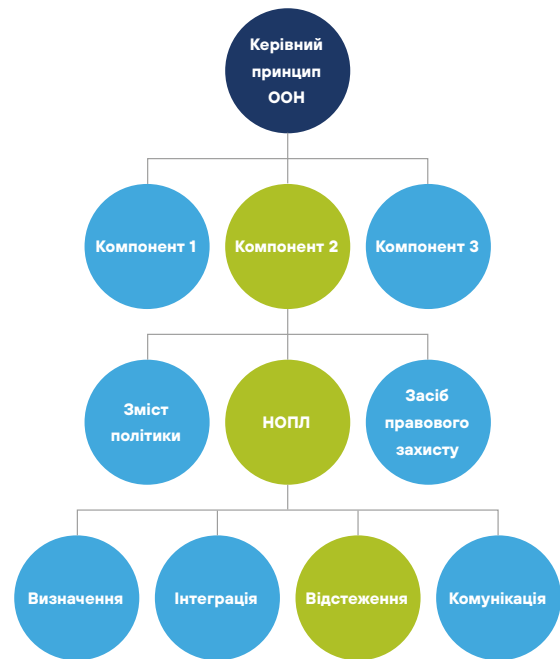 Керівний
принцип
ООН
Компонент 1
Компонент 2
Компонент 3
Зміст
політики
НОПЛ
Засіб
правового
захисту
Визначення
Інтеграція
Відстеження
Комунікація